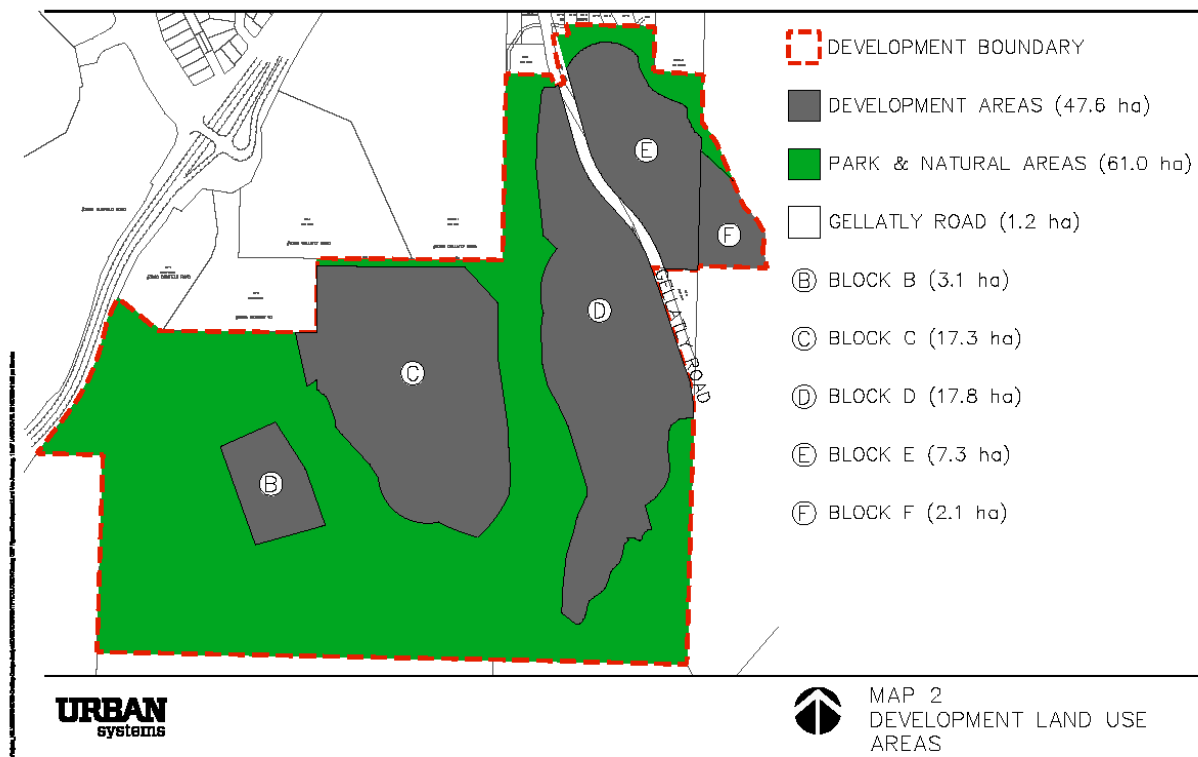 DEVELOPMENT BOUNDARY
DEVELOPMENT AREAS (47.6 ha)
PARK & NATURAL AREAS (61.0 ha)
GELLATLY ROAD (1.2 ha)
B BLOCK B (3.1 ha)
C BLOCK C (17.3 ha)
D BLOCK D (17.8 ha)
E BLOCK E (7.3 ha)
F BLOCK F (2.1 ha)
E
F
D
C
B
GELLATLY ROAD
URBAN
systems
MAP 2
DEVELOPMENT LAND USE
AREAS